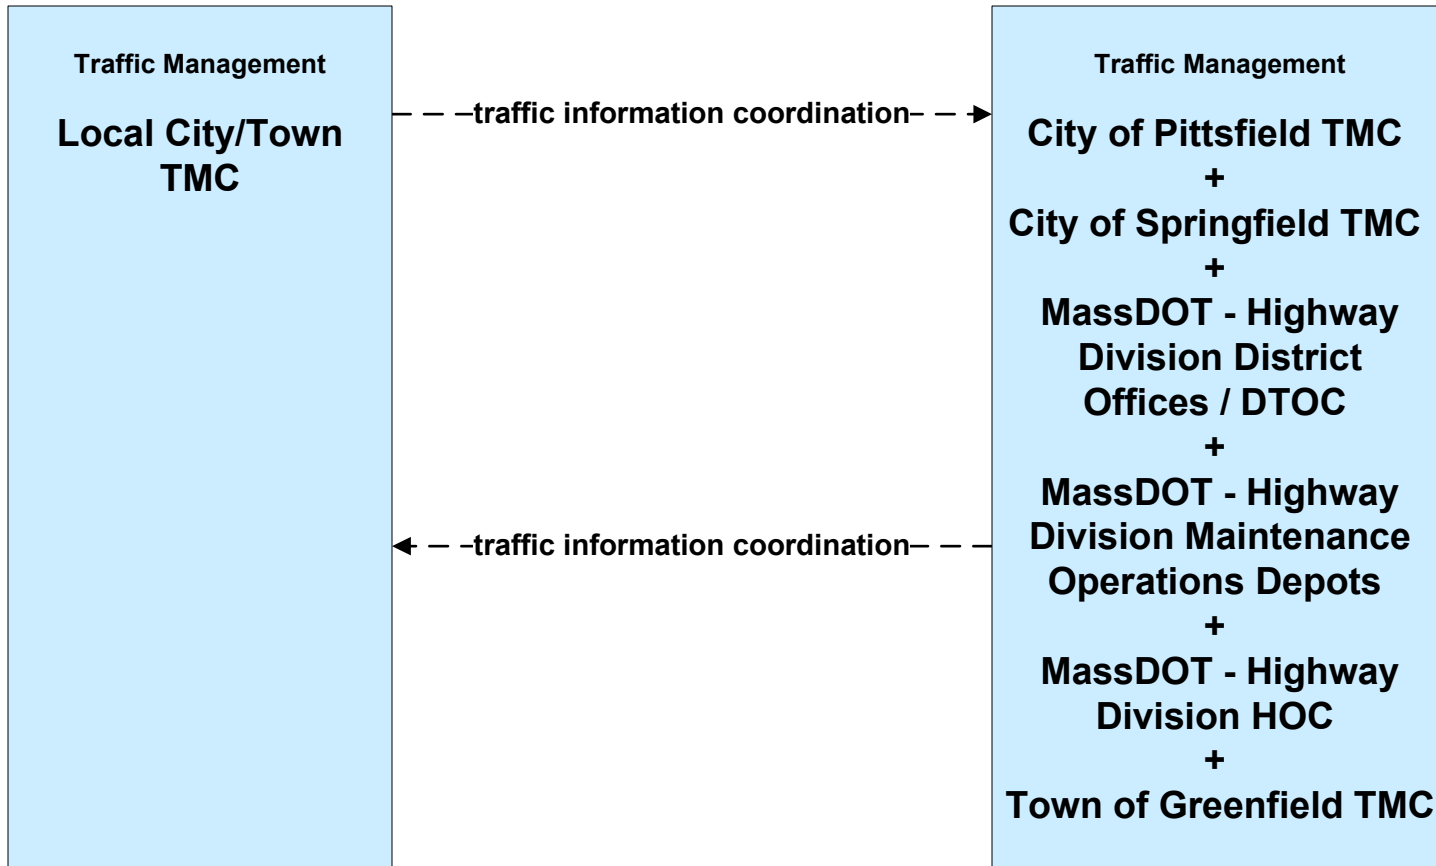 Traffic Management
Local City/Town
TMC
traffic information coordination
traffic information coordination
Traffic Management
City of Pittsfield TMC
+
City of Springfield TMC
+
MassDOT - Highway
Division District
Offices / DTOC
+
MassDOT - Highway
Division Maintenance
Operations Depots
+
MassDOT - Highway
Division HOC
+
Town of Greenfield TMC